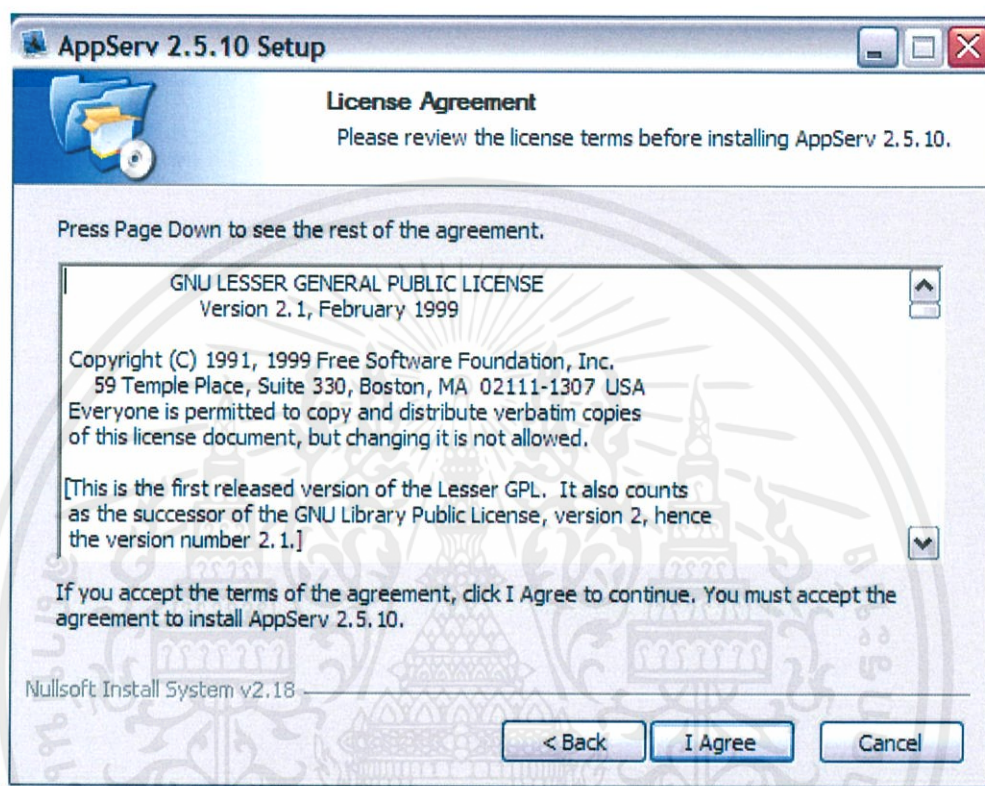 AppServ 2.5.10 Setup
License Agreement
Please review the license terms before installing AppServ 2.5.10.
Press Page Down to see the rest of the agreement.
GNU LESSER GENERAL PUBLIC LICENSE
Version 2.1, February 1999
Copyright (C) 1991, 1999 Free Software Foundation, Inc.
59 Temple Place, Suite 330, Boston, MA 02111-1307 USA
Everyone is permitted to copy and distribute verbatim copies
of this license document, but changing it is not allowed.
[This is the first released version of the Lesser GPL. It also counts
as the successor of the GNU Library Public License, version 2, hence
the version number 2.1.]
If you accept the terms of the agreement, click I Agree to continue. You must accept the
agreement to install AppServ 2.5.10.
Nullsoft Install System v2.18
< Back
I Agree
Cancel